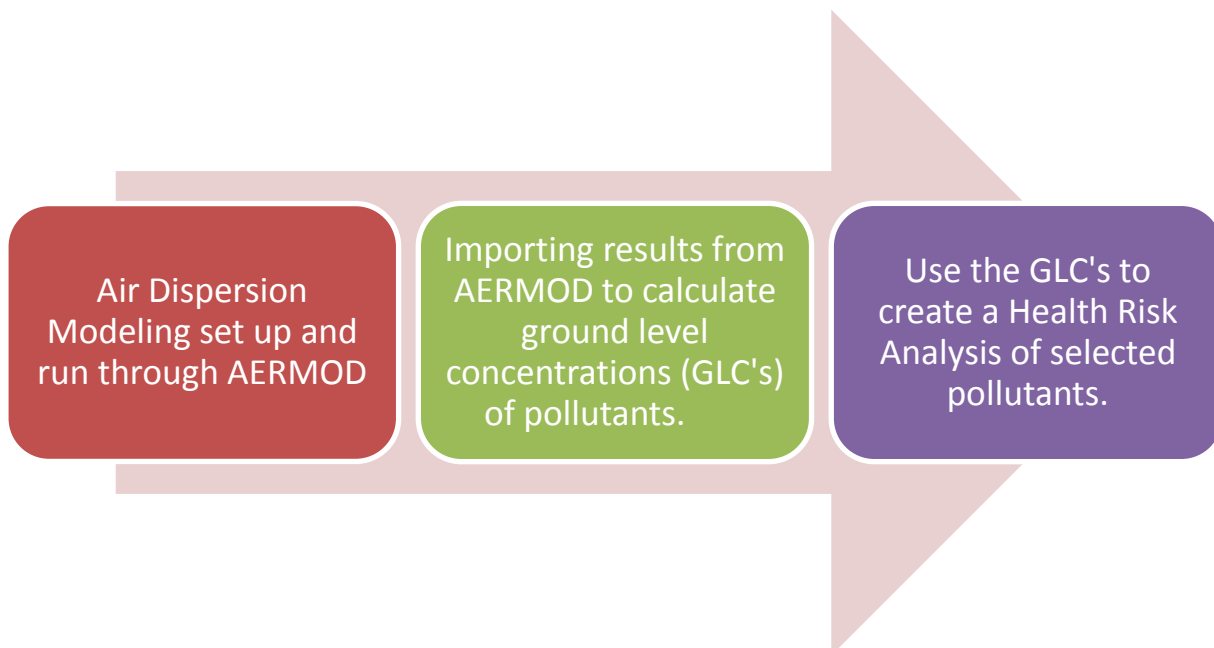 Air Dispersion
Modeling set up and
run through AERMOD
Importing results from
AERMOD to calculate
ground level
concentrations (GLC's)
of pollutants.
Use the GLC's to
create a Health Risk
Analysis of selected
pollutants.